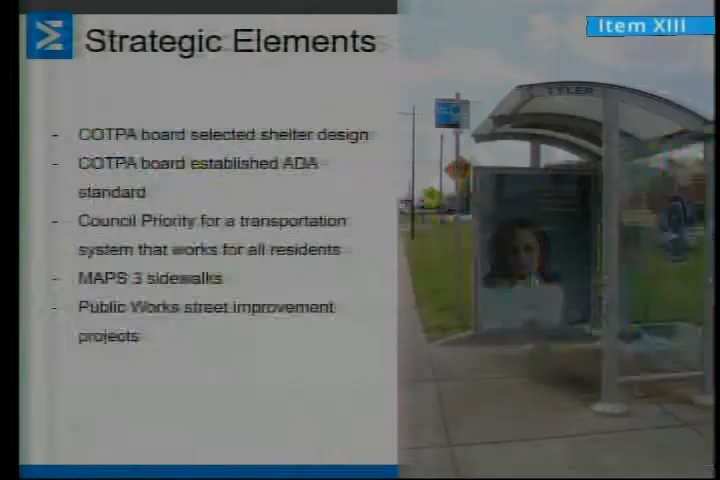 Item XIII
Strategic Elements
- COTPA board selected shelter design
- COTPA board established ADA
standard
- Council Priority for a transportation
system that works for all residents
- MAPS 3 sidewalks
- Public Works street improvement
projects
TYLER